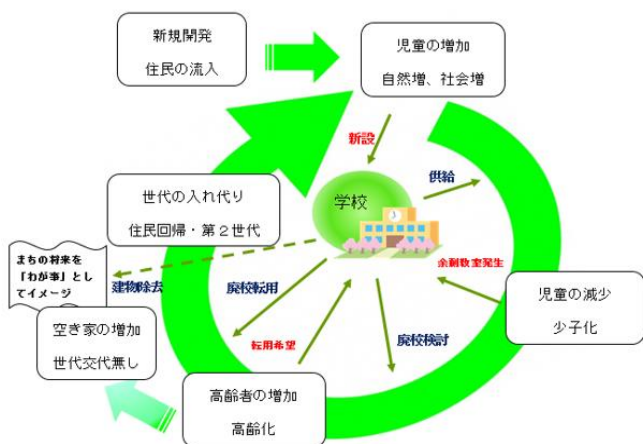 新規開発
住民の流入
児童の増加
自然増、社会増
新設
供給
学校
世代の入れ代り
住民回帰・第２世代
まちの将来を
「わが事」とし
てイメージ
建物除去
廃校転用
余剰教室発生
児童の減少
少子化
空き家の増加
世代交代無し
転用希望
廃校検討
高齢者の増加
高齢化